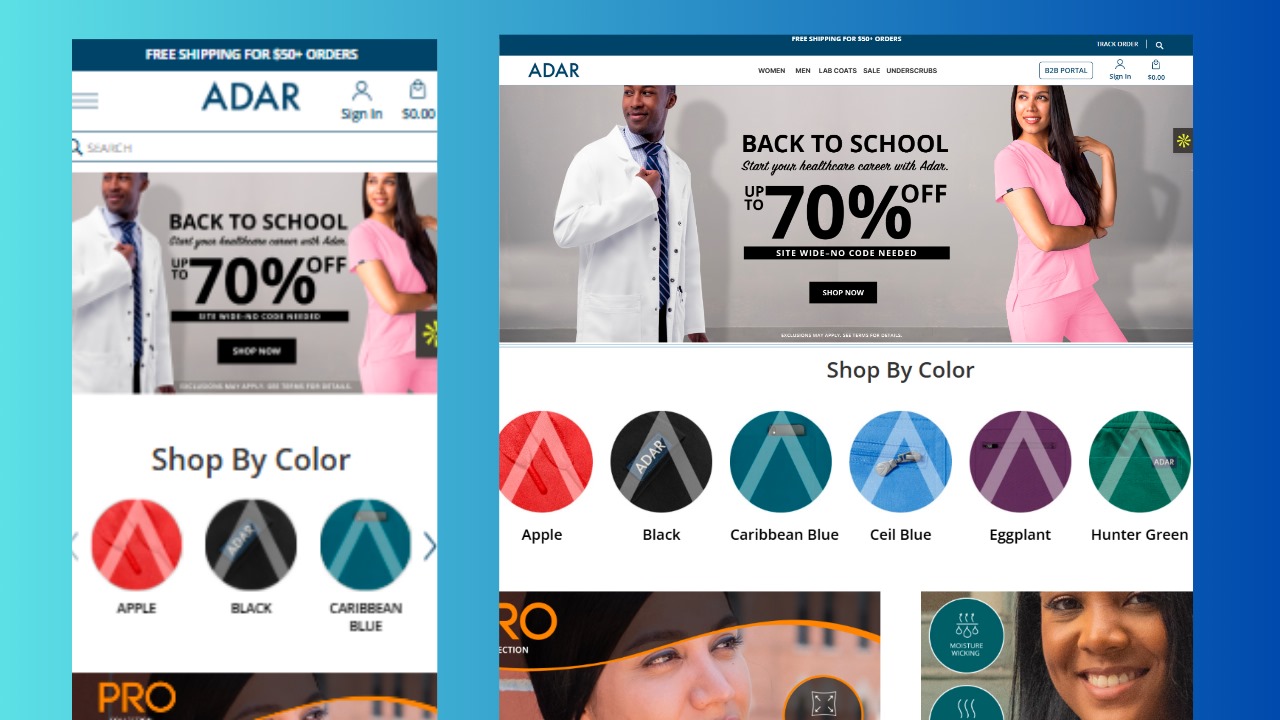 FREE SHIPPING FOR $50+ ORDERS
ADAR
Sign In
$0.00
SEARCH
BACK TO SCHOOL
Start your healthcare career with Adar.
UP TO 70% OFF
SITE WIDE-NO CODE NEEDED
SHOP NOW
EXCLUSIONS MAY APPLY. SEE TERMS FOR DETAILS.
Shop By Color
ADAR
APPLE
BLACK
CARIBBEAN
BLUE
PRO
FREE SHIPPING FOR $50+ ORDERS
TRACK ORDER
ADAR
WOMEN MEN LAB COATS SALE UNDERSCRUBS
B2B PORTAL
Sign In
$0.00
BACK TO SCHOOL
Start your healthcare career with Adar.
UP TO 70% OFF
SITE WIDE-NO CODE NEEDED
SHOP NOW
EXCLUSIONS MAY APPLY. SEE TERMS FOR DETAILS.
Shop By Color
ADAR
ADAR
Apple
Black
Caribbean Blue
Ceil Blue
Eggplant
Hunter Green
RO
ECTION
MOISTURE
WICKING